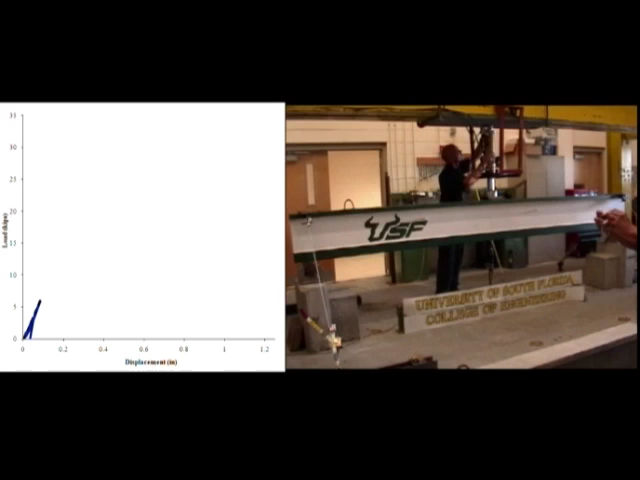 35
30
25
20
15
10
5
0
Load (kips)
0 0.2 0.4 0.6 0.8 1 1.2
Displacement (in)
USF
UNIVERSITY OF SOUTH FLORIDA
COLLEGE OF ENGINEERING